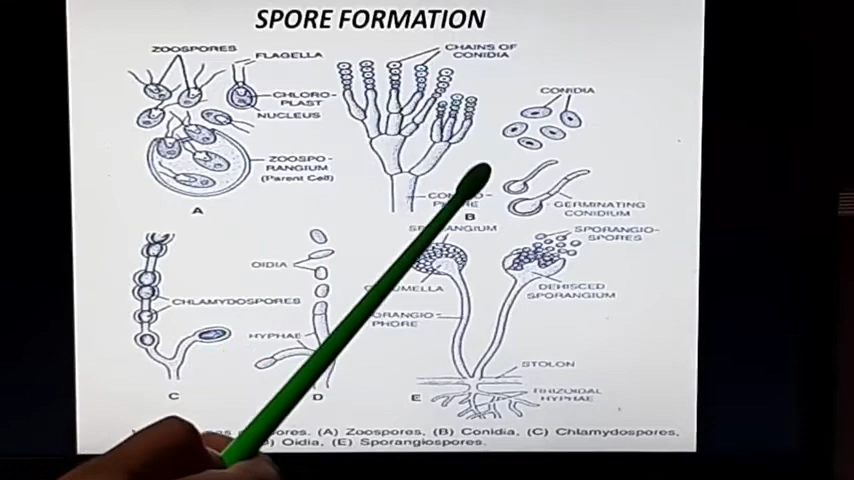 SPORE FORMATION
ZOOSPORES
FLAGELLA
CHLORO-
PLAST
NUCLEUS
ZOOSPO-
RANGIUM
(Parent Cell)
A
CHAINS OF
CONIDIA
CONIDIA
GERMINATING
CONIDIUM
B
CHLAMYDOSPORES
C
OIDIA
HYPHAE
D
SPORANGIO-
SPORES
DEHISCED
SPORANGIUM
PHORE
STOLON
RHIZOIDAL
HYPHAE
E
(A) Zoospores, (B) Conidia, (C) Chlamydospores,
Oidia, (E) Sporangiospores.